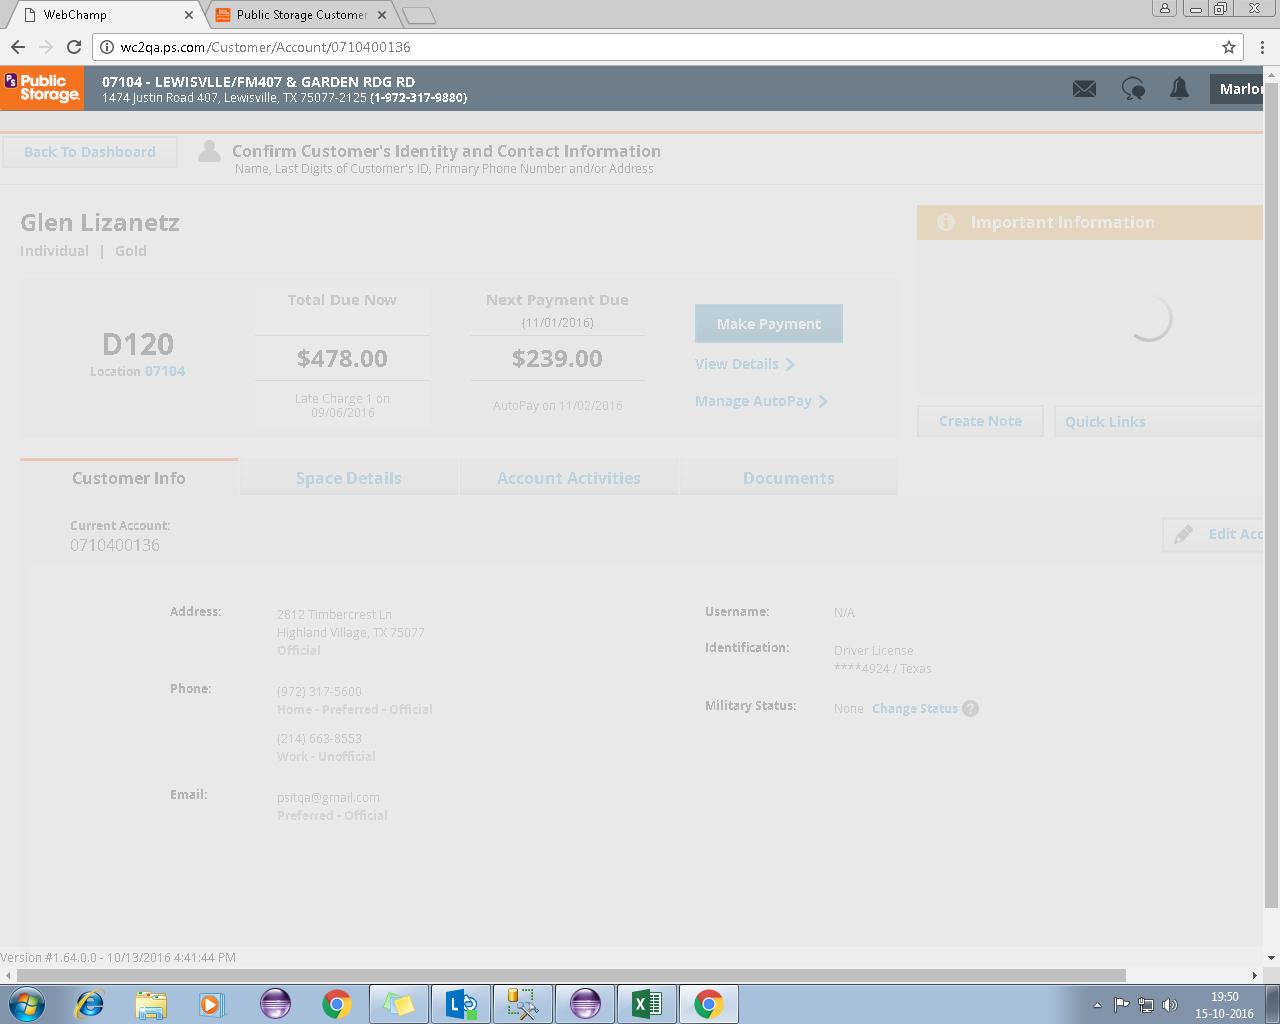 WebChamp
Public Storage Customer
wc2qa.ps.com/Customer/Account/0710400136
PS Public Storage.
07104 - LEWISVLLE/FM407 & GARDEN RDG RD
1474 Justin Road 407, Lewisville, TX 75077-2125 (1-972-317-9880)
Marlon
Back To Dashboard
Confirm Customer's Identity and Contact Information
Name, Last Digits of Customer's ID, Primary Phone Number and/or Address
Glen Lizanetz
Individual | Gold
Important Information
D120
Location 07104
Total Due Now
$478.00
Late Charge 1 on
09/06/2016
Next Payment Due
(11/01/2016)
$239.00
AutoPay on 11/02/2016
Make Payment
View Details
Manage AutoPay
Create Note
Quick Links
Customer Info
Space Details
Account Activities
Documents
Current Account:
0710400136
Edit Acc
Address:
2812 Timbercrest Ln
Highland Village, TX 75077
Official
Phone:
(972) 317-5600
Home - Preferred - Official
(214) 663-8553
Work - Unofficial
Email:
psitqa@gmail.com
Preferred - Official
Username:
N/A
Identification:
Driver License
****4924 / Texas
Military Status:
None Change Status ?
Version #1.64.0.0 - 10/13/2016 4:41:44 PM
19:50
15-10-2016